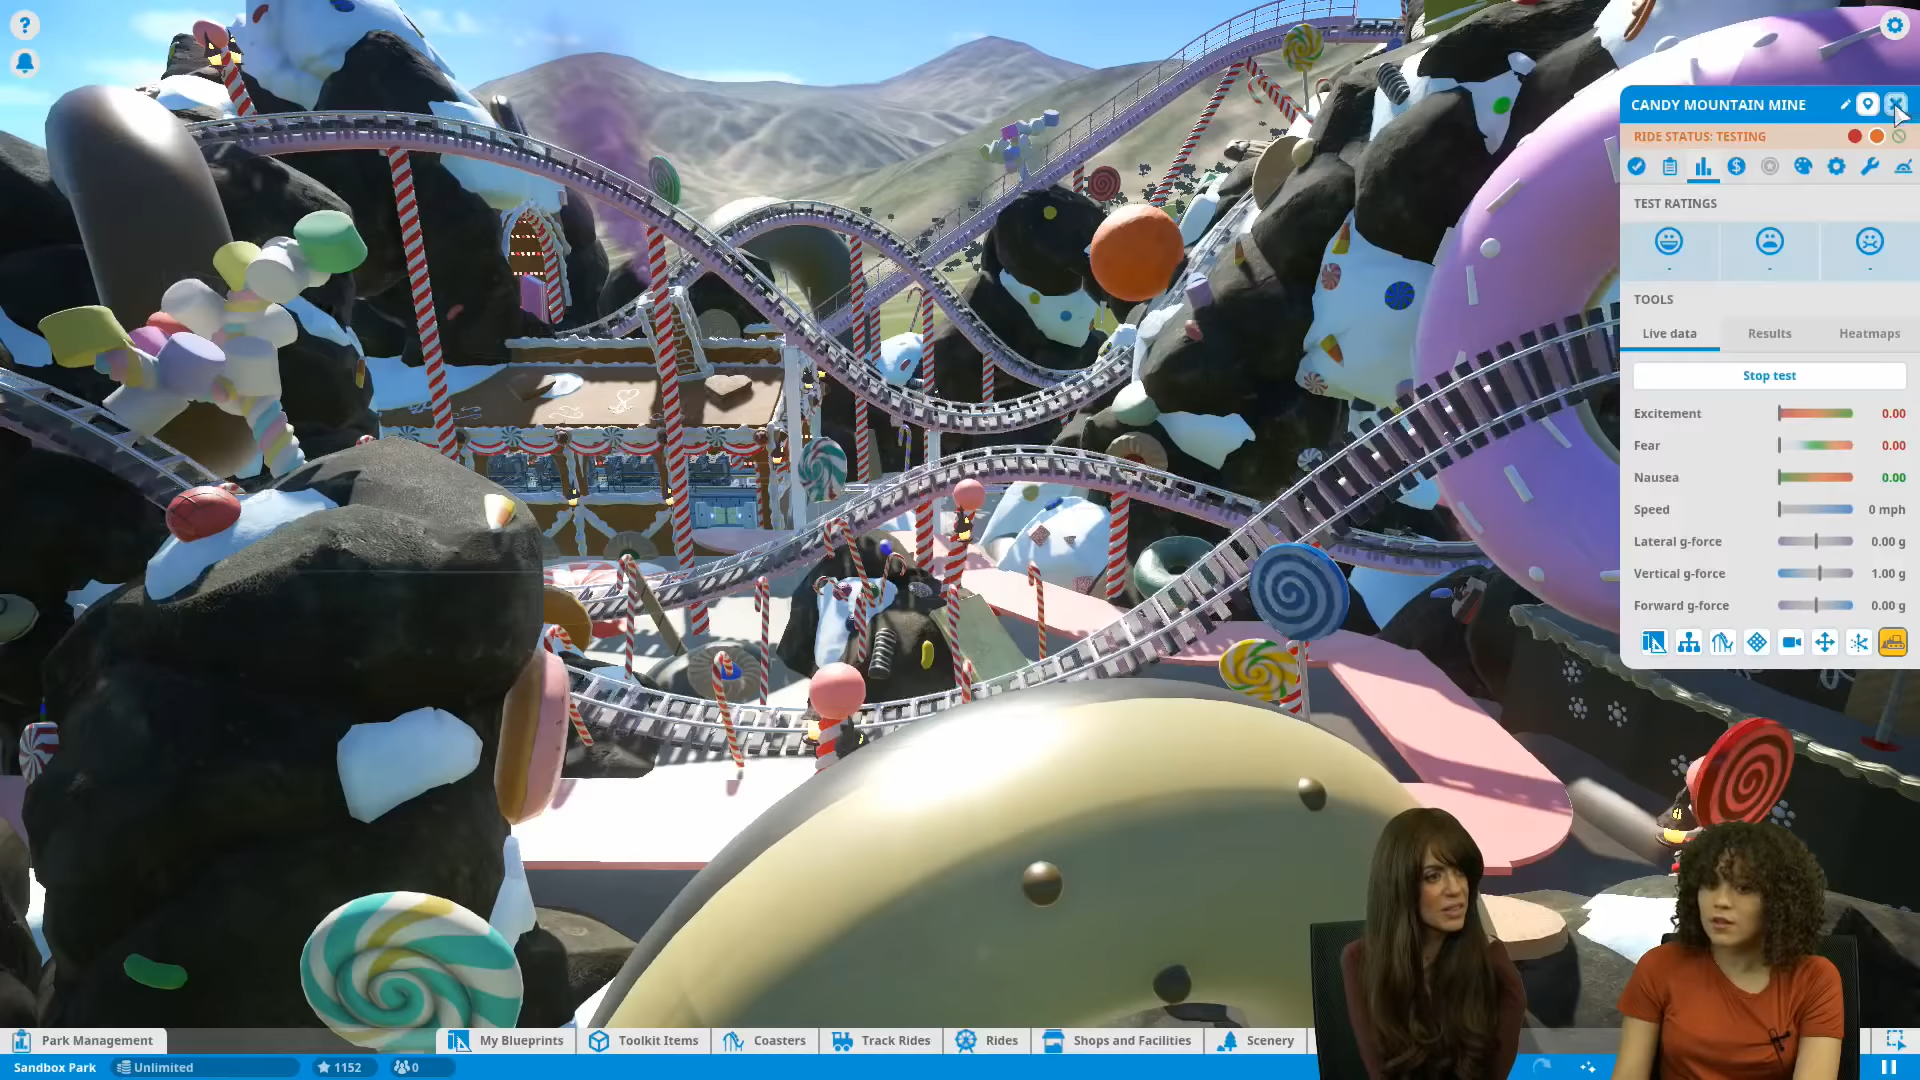 ?
CANDY MOUNTAIN MINE
RIDE STATUS: TESTING
TEST RATINGS
- - -
TOOLS
Live data Results Heatmaps
Stop test
Excitement 0.00
Fear 0.00
Nausea 0.00
Speed 0 mph
Lateral g-force 0.00 g
Vertical g-force 1.00 g
Forward g-force 0.00 g
Park Management My Blueprints Toolkit Items Coasters Track Rides Rides Shops and Facilities Scenery
Sandbox Park Unlimited 1152 0